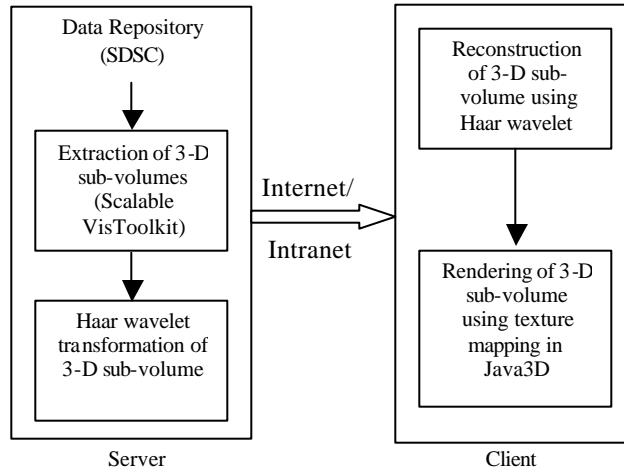 Data Repository
(SDSC)
Extraction of 3-D
sub-volumes
(Scalable
VisToolkit)
Haar wavelet
transformation of
3-D sub-volume
Server
Internet/
Intranet
Reconstruction
of 3-D sub-
volume using
Haar wavelet
Rendering of 3-D
sub-volume
using texture
mapping in
Java3D
Client